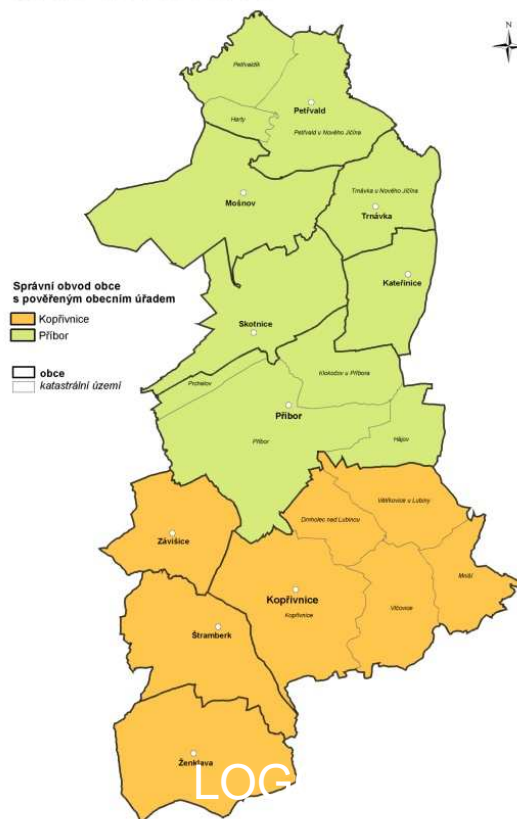 N
Petřvaldík
Petřvald
Harty
Petřvald u Nového Jičína
Mošnov
Trnávka u Nového Jičína
Trnávka
Kateřinice
Správní obvod obce
s pověřeným obecním úřadem
Kopřivnice
Příbor
Skotnice
obce
katastrální území
Klokočov u Příbora
Prchalov
Příbor
Příbor
Hájov
Větřkovice u Lubiny
Drnholec nad Lubinou
Závišice
Mniší
Kopřivnice
Kopřivnice
Vlčovice
Štramberk
Ženklava
LOG